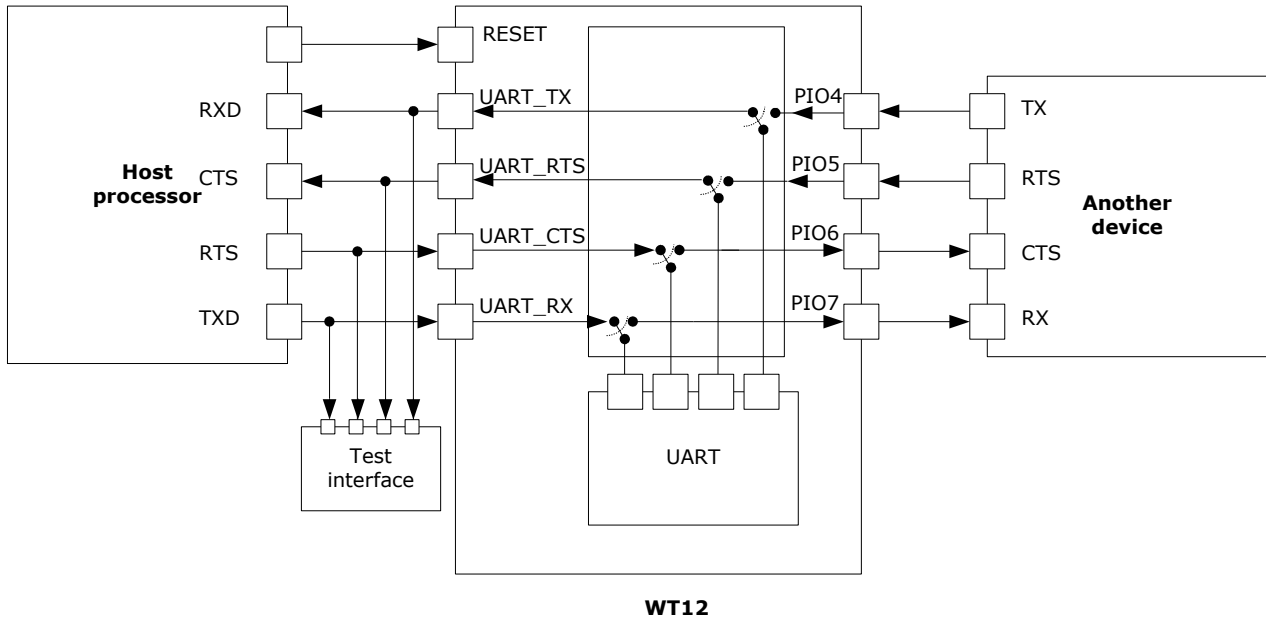 RESET
RXD
UART_TX
PIO4
TX
Host
processor
CTS
UART_RTS
PIO5
RTS
Another
device
RTS
UART_CTS
PIO6
CTS
TXD
UART_RX
PIO7
RX
Test
interface
UART
WT12